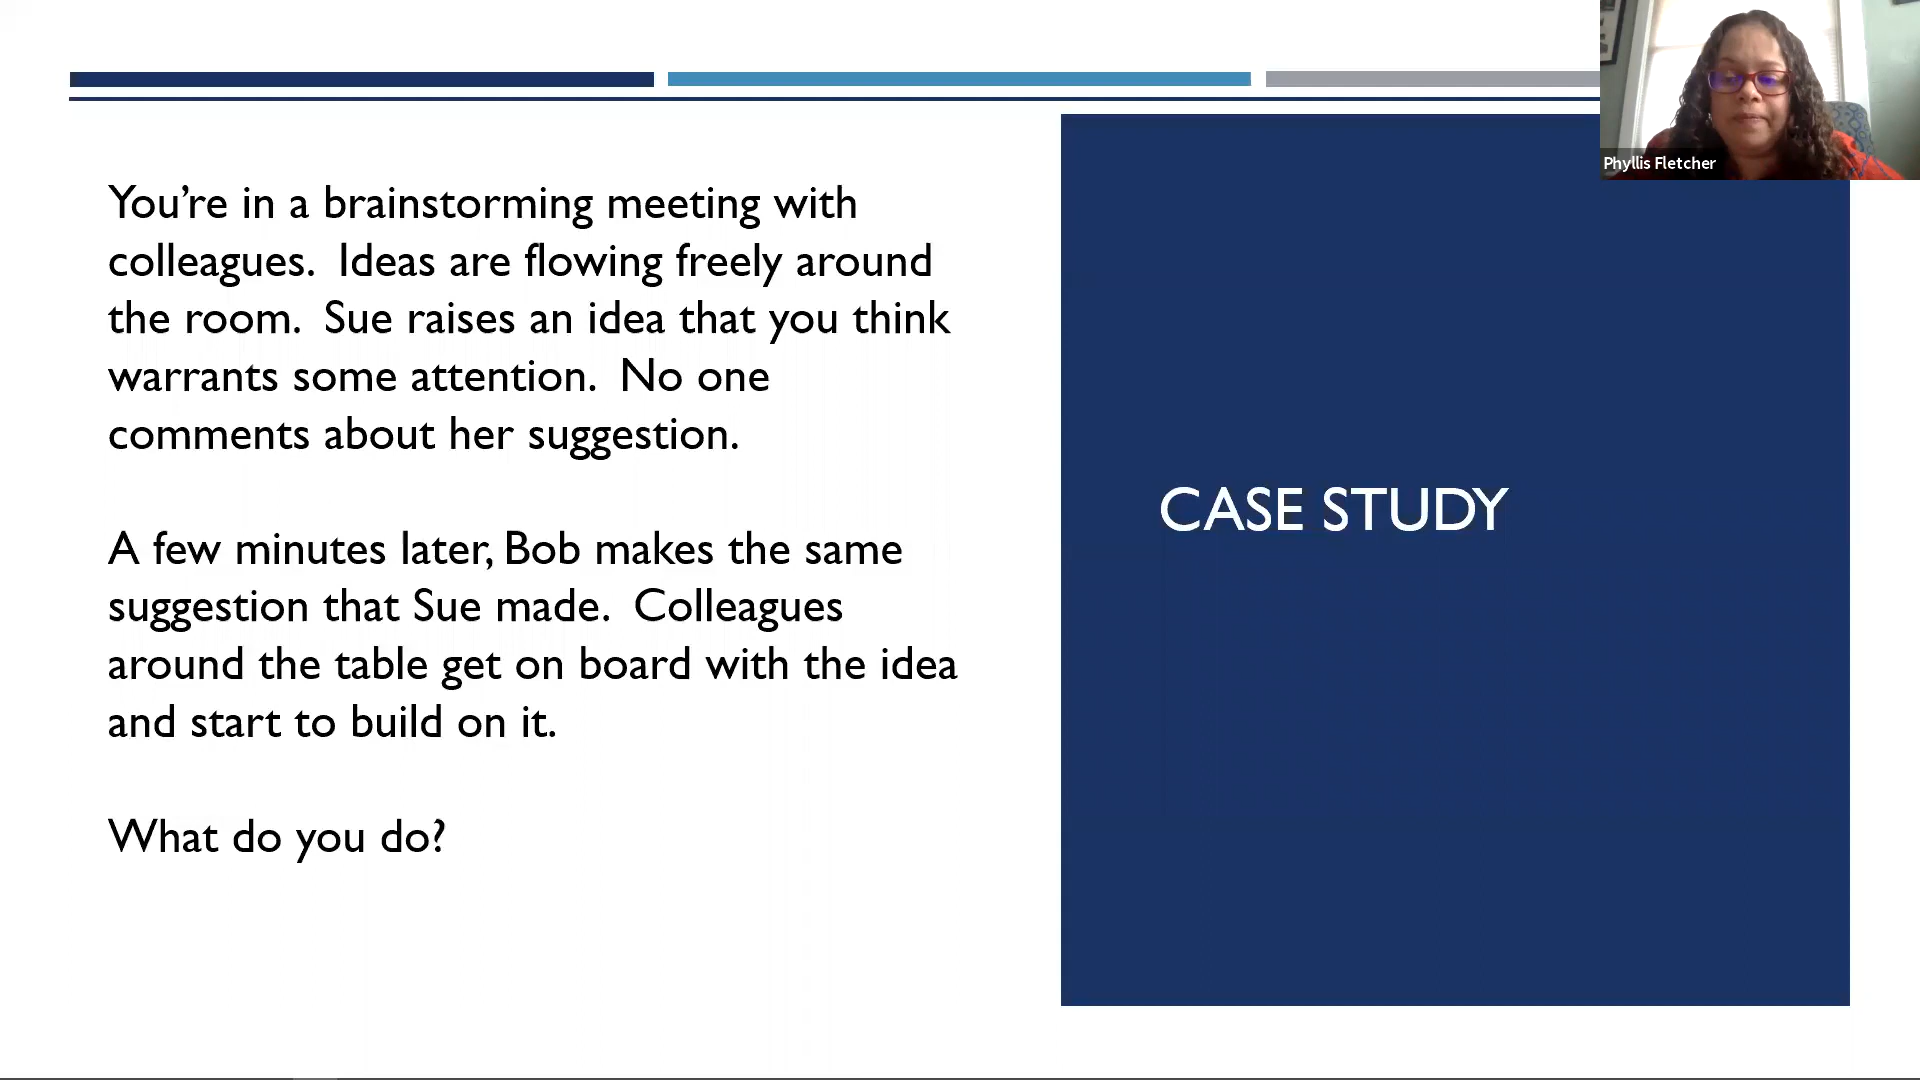 You’re in a brainstorming meeting with
colleagues.  Ideas are flowing freely around
the room.  Sue raises an idea that you think
warrants some attention.  No one
comments about her suggestion.
A few minutes later, Bob makes the same
suggestion that Sue made.  Colleagues
around the table get on board with the idea
and start to build on it.
What do you do?
CASE STUDY
Phyllis Fletcher